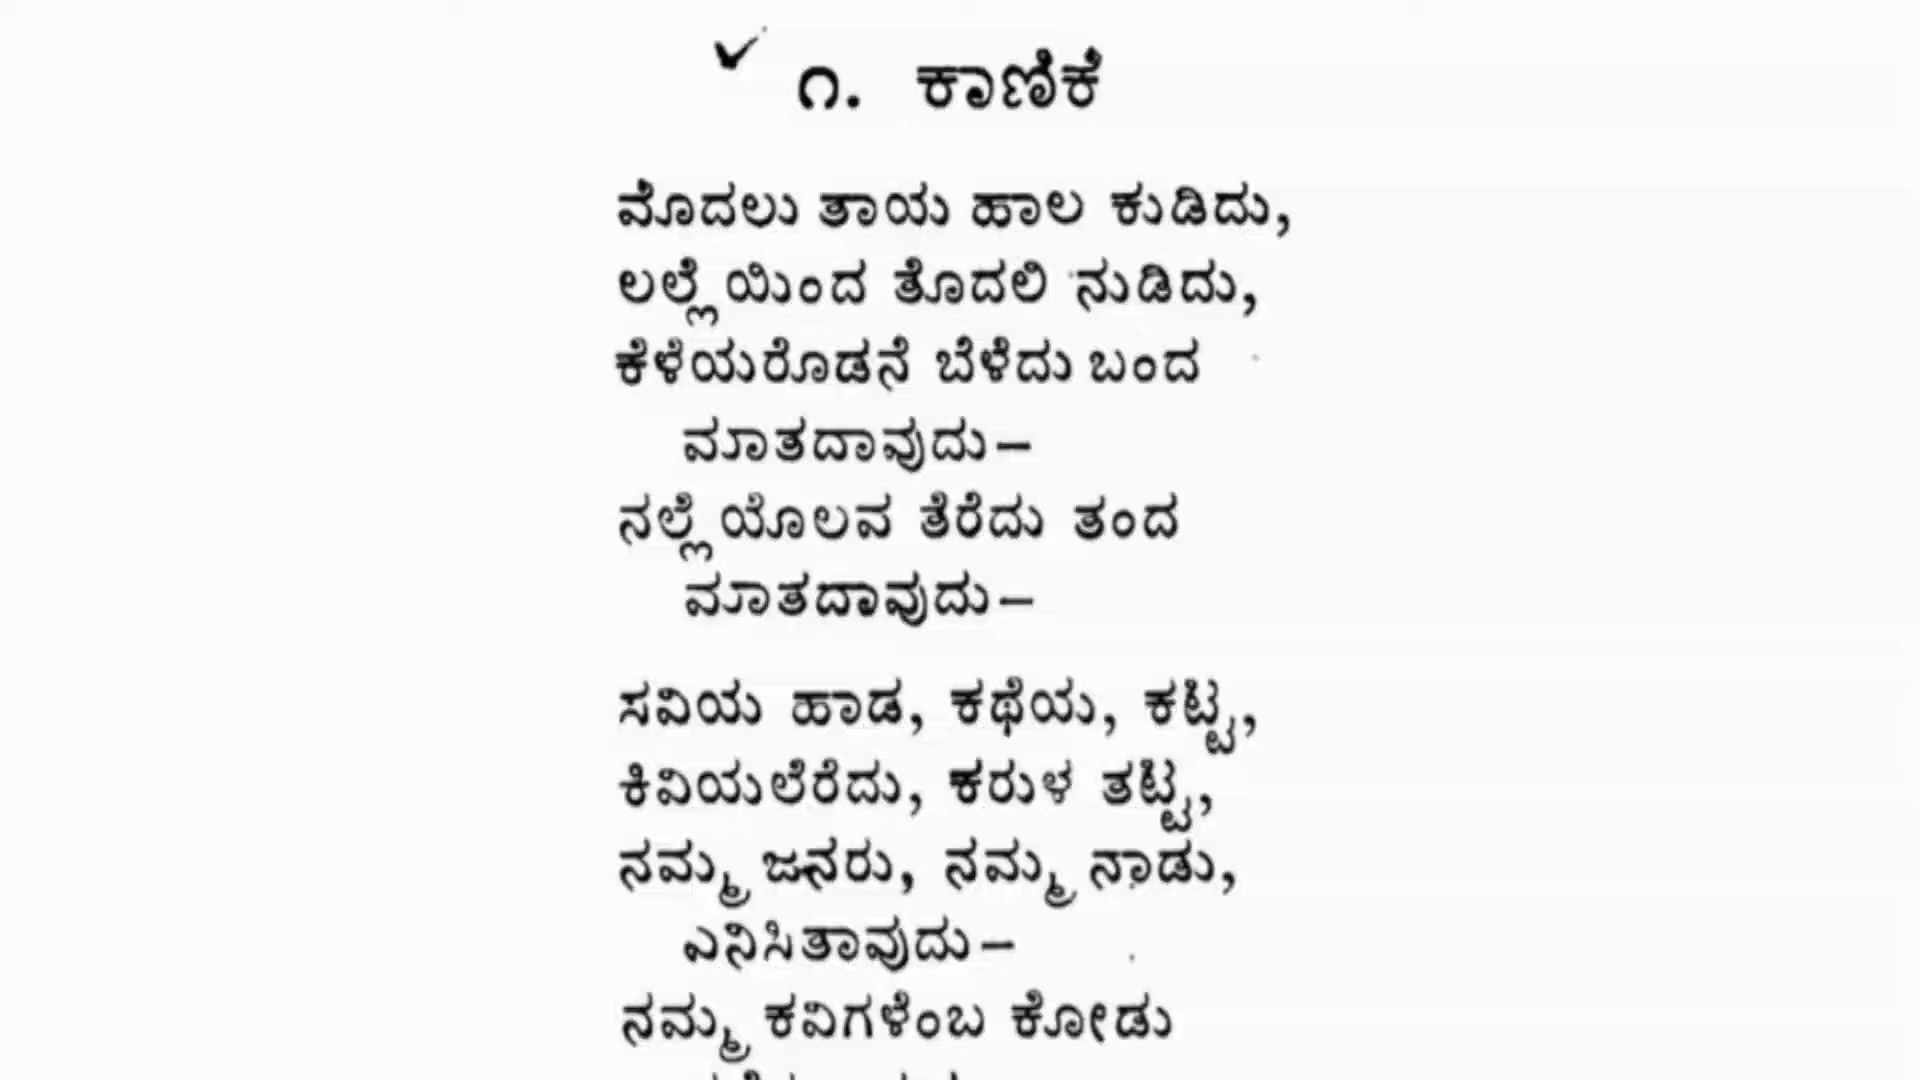 ೧. ಕಾಣಿಕೆ
ಮೊದಲು ತಾಯ ಹಾಲ ಕುಡಿದು,
ಲಲ್ಲೆಯಿಂದ ತೊದಲಿ ನುಡಿದು,
ಕೆಳೆಯರೊಡನೆ ಬೆಳೆದು ಬಂದ
ಮಾತದಾವುದು–
ನಲ್ಲೆಯೊಲವ ತೆರೆದು ತಂದ
ಮಾತದಾವುದು–
ಸವಿಯ ಹಾಡ, ಕಥೆಯ, ಕಟ್ಟಿ,
ಕಿವಿಯಲೆರೆದು, ಕರುಳ ತಟ್ಟಿ,
ನಮ್ಮ ಜನರು, ನಮ್ಮ ನಾಡು,
ಎನಿಸಿತಾವುದು–
ನಮ್ಮ ಕವಿಗಳೆಂಬ ಕೋಡು